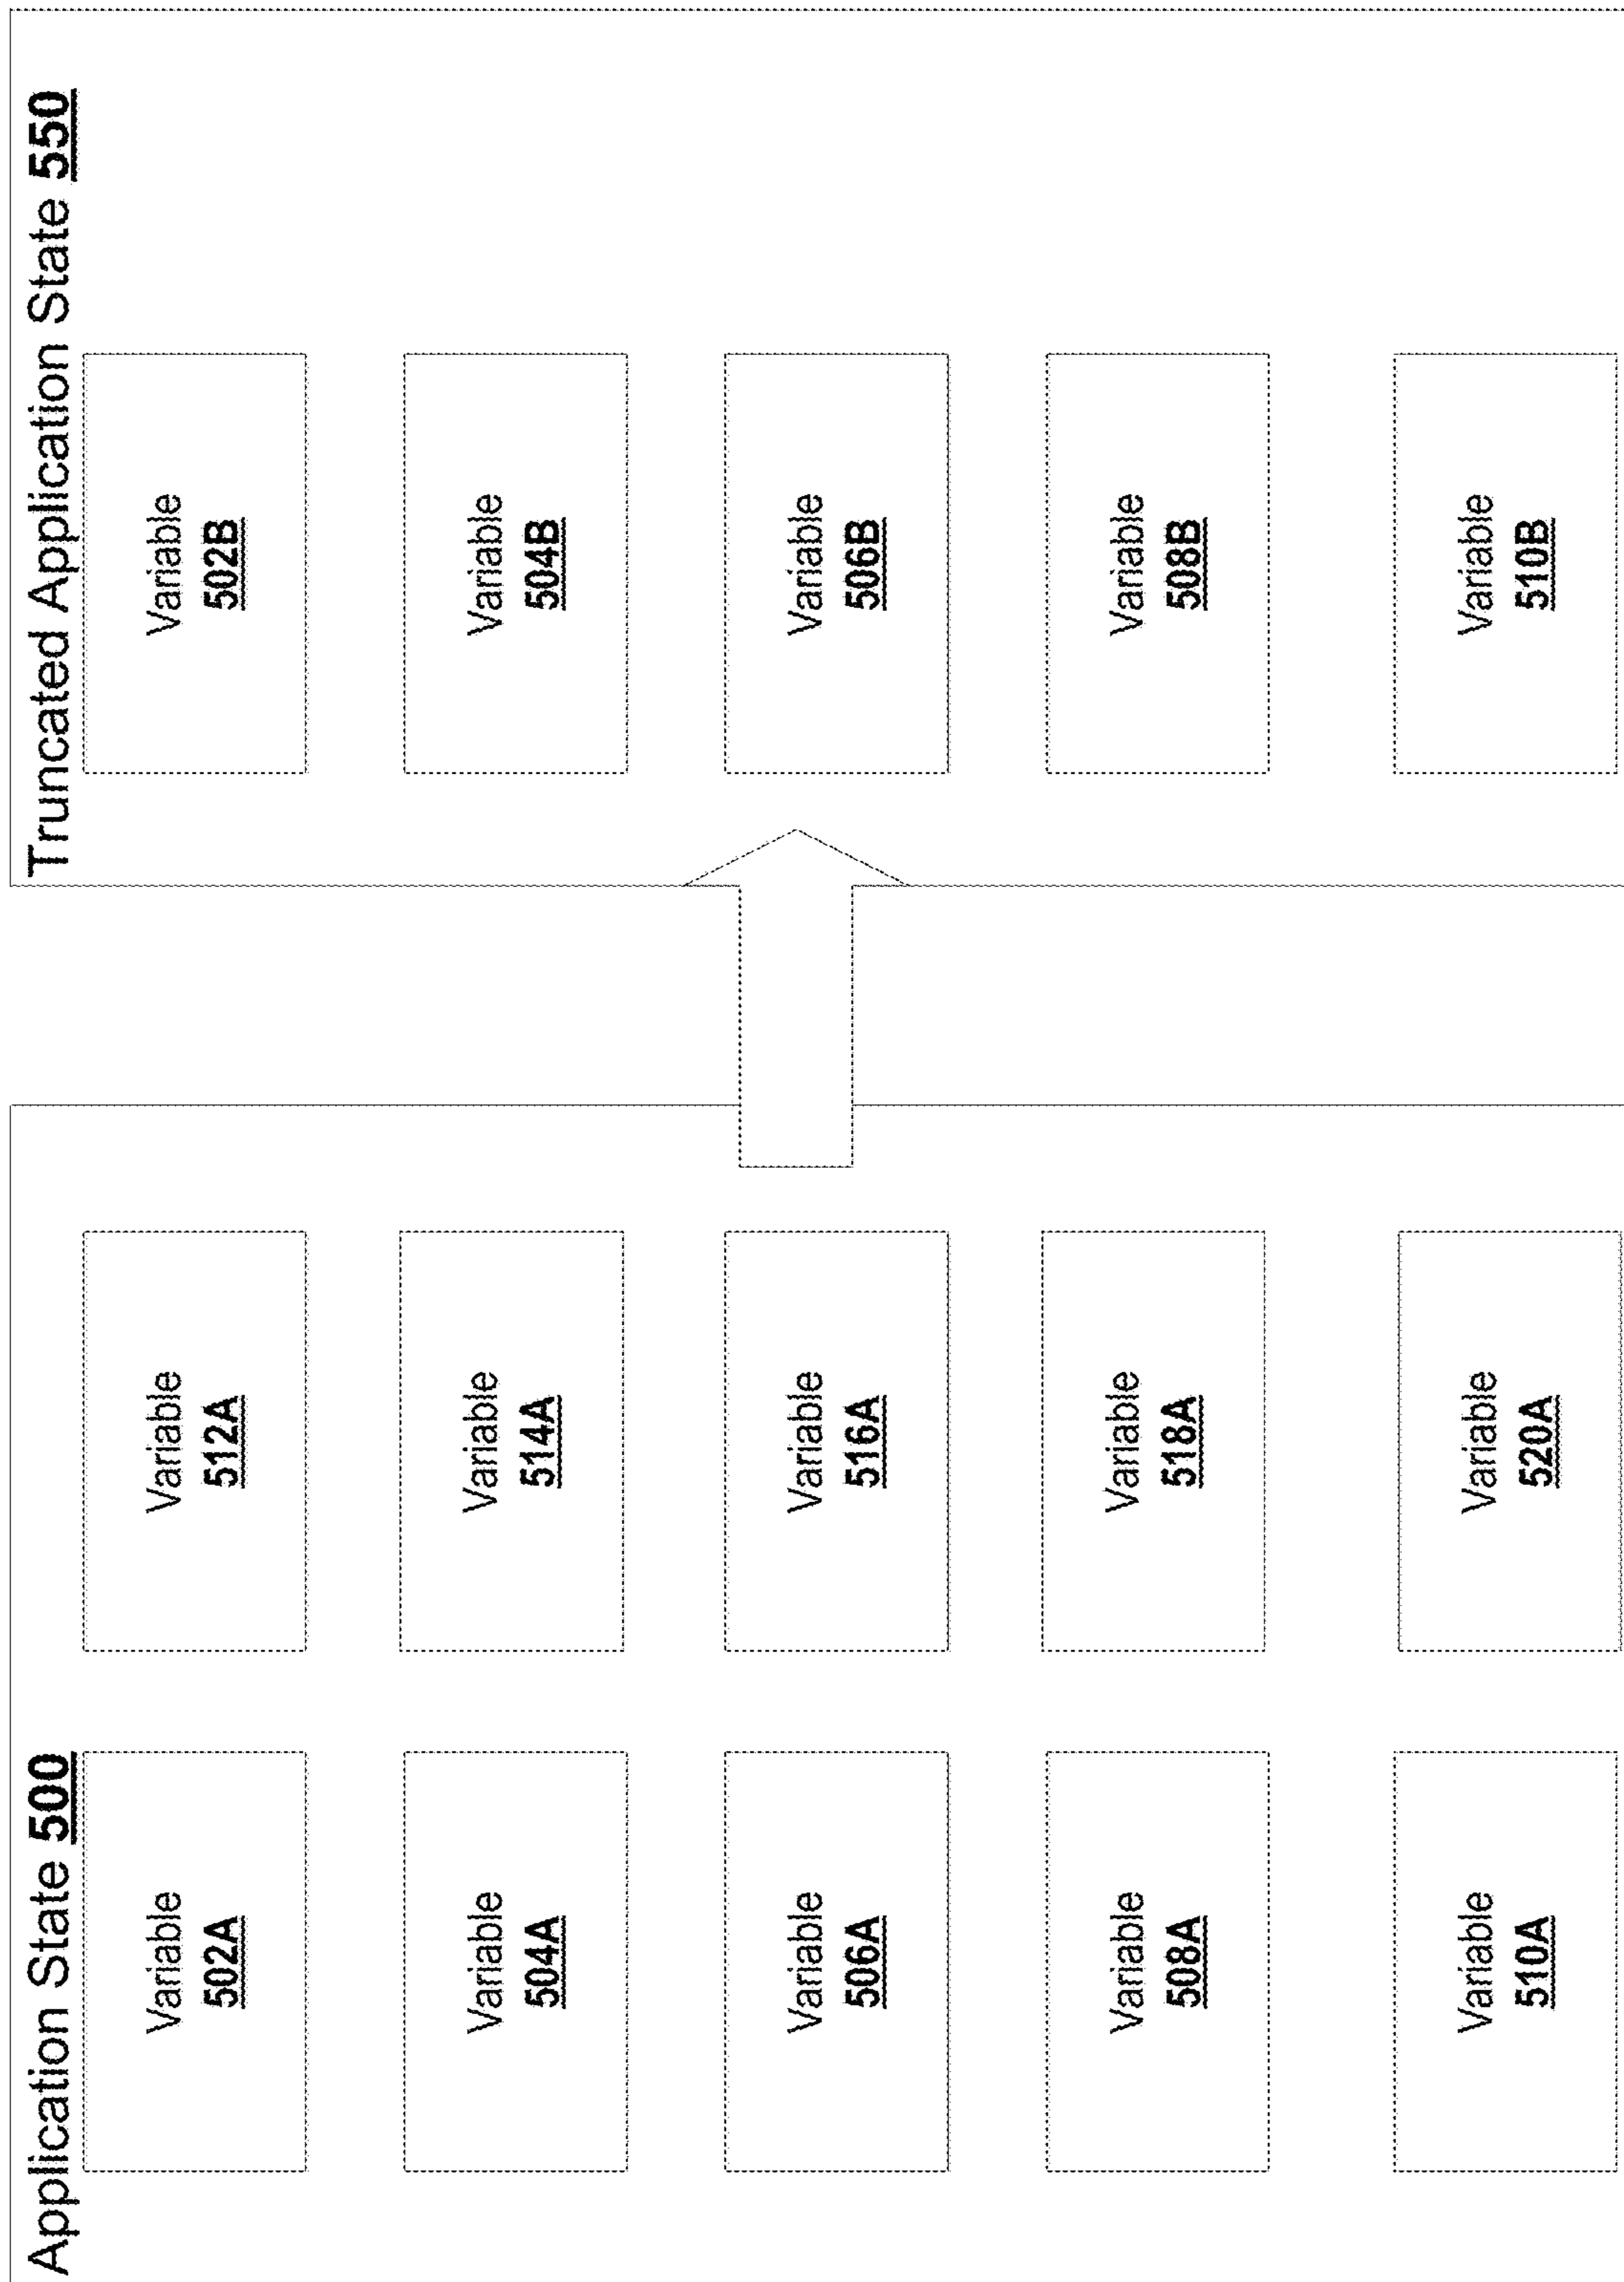 Application State 500
Variable
502A
Variable
512A
Variable
504A
Variable
514A
Variable
506A
Variable
516A
Variable
508A
Variable
518A
Variable
510A
Variable
520A
Truncated Application State 550
Variable
502B
Variable
504B
Variable
506B
Variable
508B
Variable
510B